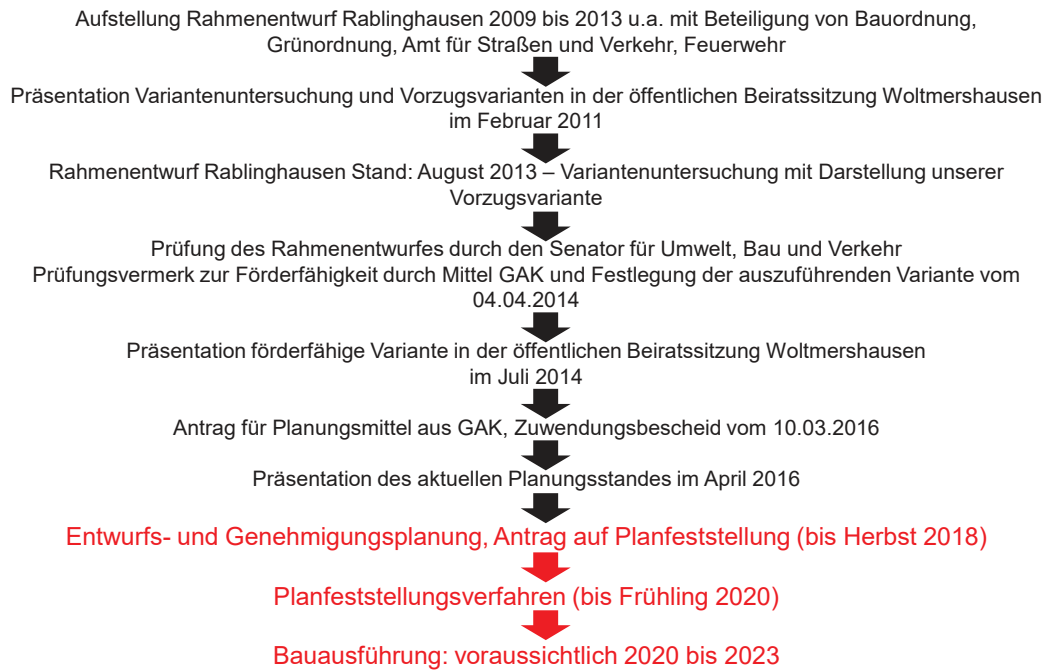 Aufstellung Rahmenentwurf Rablinghausen 2009 bis 2013 u.a. mit Beteiligung von Bauordnung,
Grünordnung, Amt für Straßen und Verkehr, Feuerwehr
Präsentation Variantenuntersuchung und Vorzugsvarianten in der öffentlichen Beiratssitzung Woltmershausen
im Februar 2011
Rahmenentwurf Rablinghausen Stand: August 2013 – Variantenuntersuchung mit Darstellung unserer
Vorzugsvariante
Prüfung des Rahmenentwurfes durch den Senator für Umwelt, Bau und Verkehr
Prüfungsvermerk zur Förderfähigkeit durch Mittel GAK und Festlegung der auszuführenden Variante vom
04.04.2014
Präsentation förderfähige Variante in der öffentlichen Beiratssitzung Woltmershausen
im Juli 2014
Antrag für Planungsmittel aus GAK, Zuwendungsbescheid vom 10.03.2016
Präsentation des aktuellen Planungsstandes im April 2016
Entwurfs- und Genehmigungsplanung, Antrag auf Planfeststellung (bis Herbst 2018)
Planfeststellungsverfahren (bis Frühling 2020)
Bauausführung: voraussichtlich 2020 bis 2023